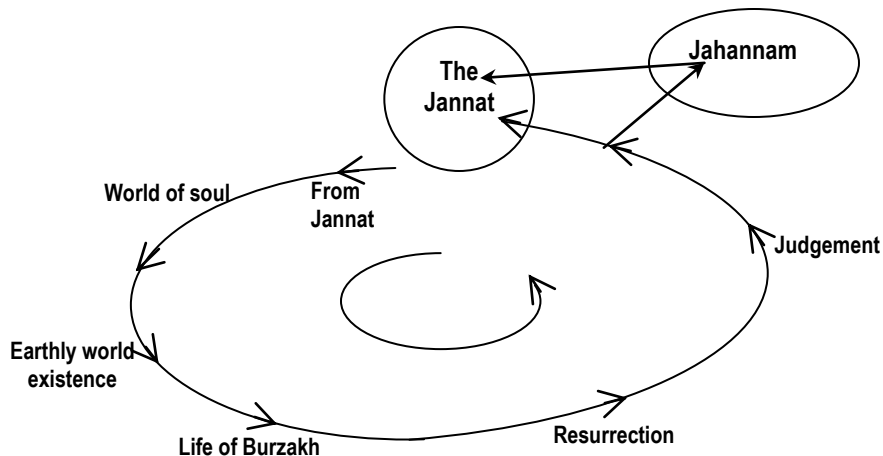 The
Jannat
Jahannam
World of soul
From
Jannat
Judgement
Earthly world
existence
Life of Burzakh
Resurrection